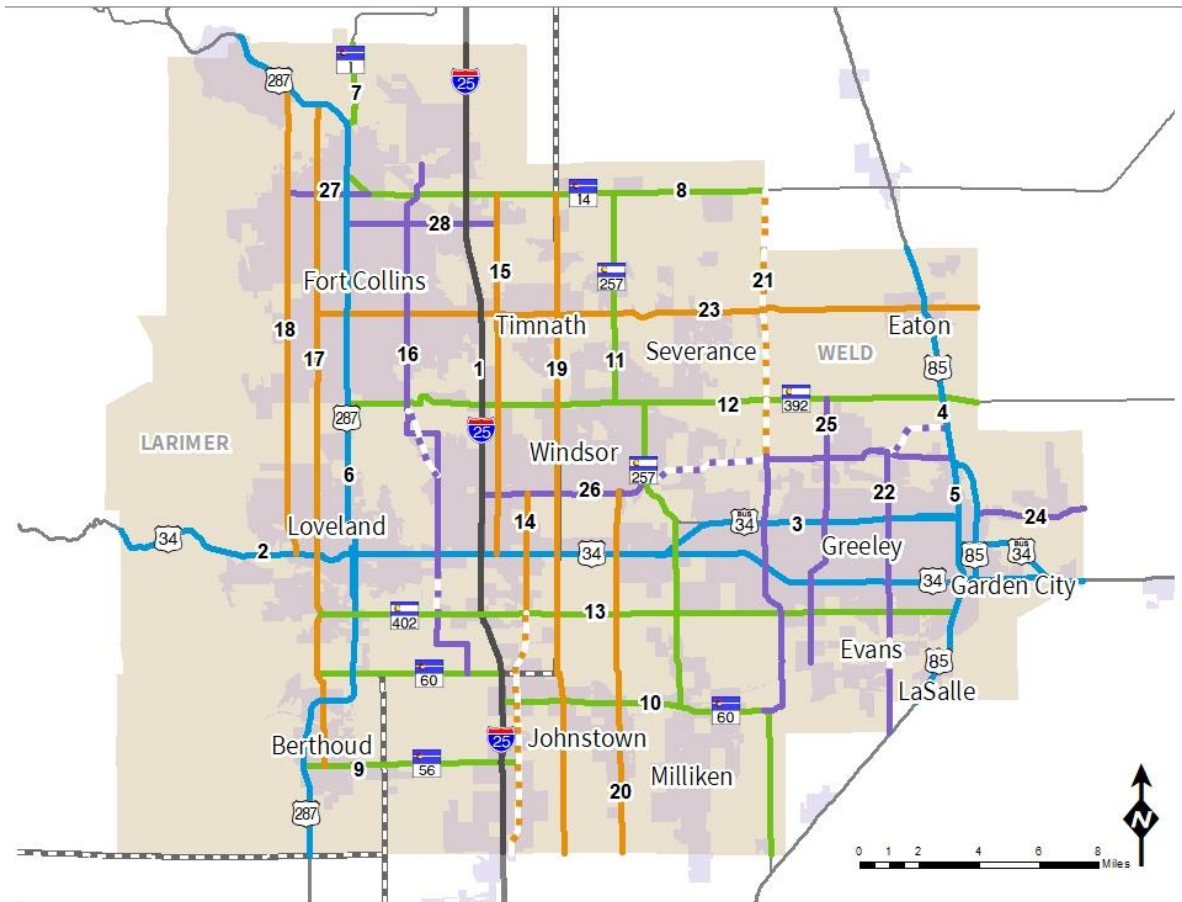 1
287
7
25
27
14
8
28
257
21
15
Fort Collins
23
Timnath
Eaton
18
17
16
1
19
11
Severance
WELD
85
12
392
25
4
287
25
LARIMER
Windsor
6
257
26
22
5
24
14
BUS
34
3
Loveland
34
2
34
Greeley
85
BUS
34
34
Garden City
402
13
Evans
60
85
LaSalle
10
60
Berthoud
25
Johnstown
9
56
Milliken
20
287
N
0 1 2 4 6 8
Miles